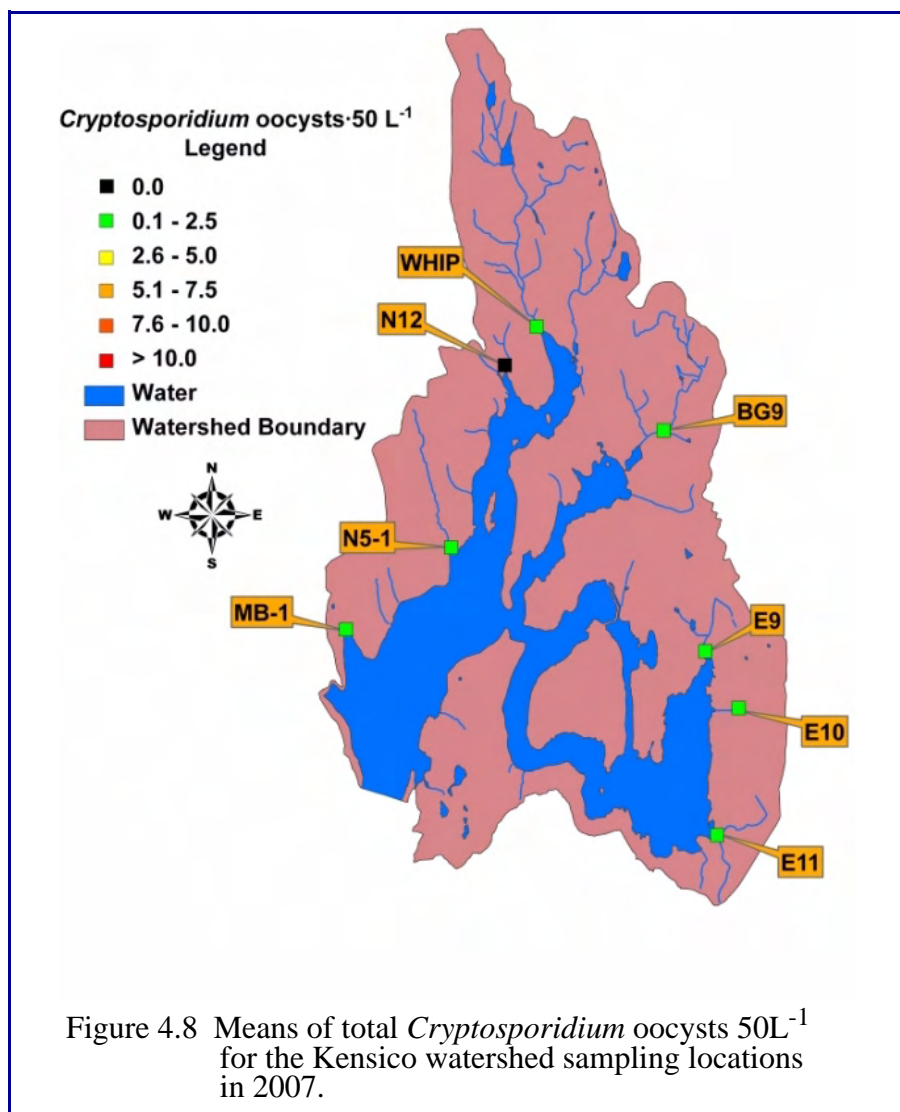 Cryptosporidium oocysts·50 L⁻¹
Legend
0.0
0.1 - 2.5
2.6 - 5.0
5.1 - 7.5
7.6 - 10.0
> 10.0
Water
Watershed Boundary
N
W E
S
WHIP
N12
BG9
N5-1
MB-1
E9
E10
E11
Figure 4.8 Means of total Cryptosporidium oocysts 50L⁻¹
for the Kensico watershed sampling locations
in 2007.